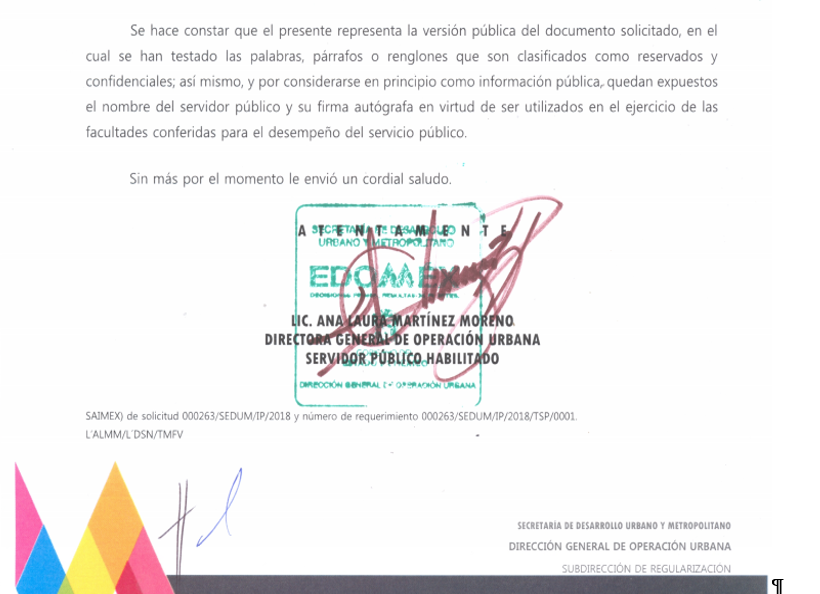 Se hace constar que el presente representa la versión pública del documento solicitado, en el
cual se han testado las palabras, párrafos o renglones que son clasificados como reservados y
confidenciales; así mismo, y por considerarse en principio como información pública, quedan expuestos
el nombre del servidor público y su firma autógrafa en virtud de ser utilizados en el ejercicio de las
facultades conferidas para el desempeño del servicio público.
Sin más por el momento le envió un cordial saludo.
A T E N T A M E N T E
SECRETARÍA DE DESARROLLO
URBANO Y METROPOLITANO
EDOMÉX
LIC. ANA LAURA MARTÍNEZ MORENO
DIRECTORA GENERAL DE OPERACIÓN URBANA
SERVIDOR PÚBLICO HABILITADO
DIRECCIÓN GENERAL DE OPERACIÓN URBANA
SAIMEX) de solicitud 000263/SEDUM/IP/2018 y número de requerimiento 000263/SEDUM/IP/2018/TSP/0001.
L'ALMM/L'DSN/TMFV
SECRETARÍA DE DESARROLLO URBANO Y METROPOLITANO
DIRECCIÓN GENERAL DE OPERACIÓN URBANA
SUBDIRECCIÓN DE REGULARIZACIÓN
¶